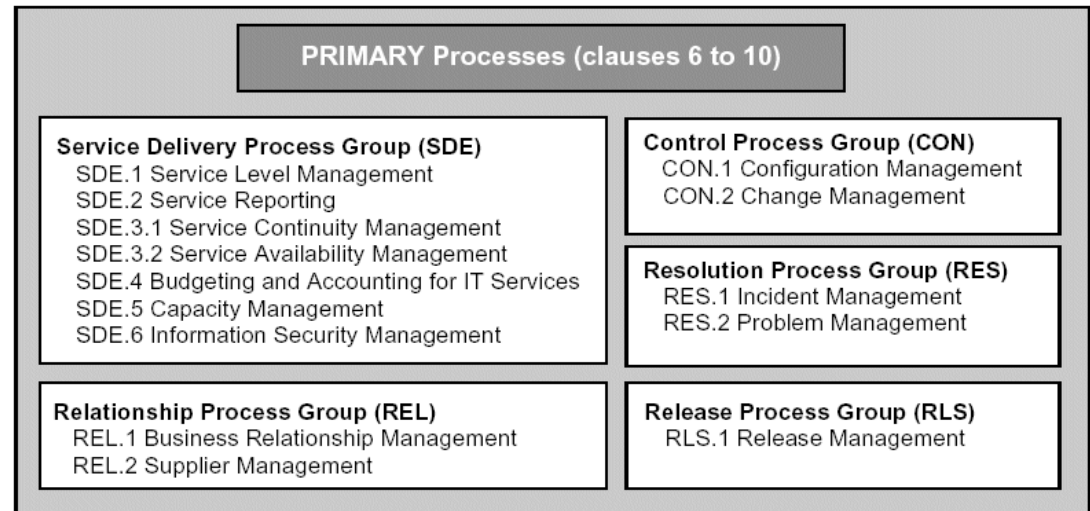 PRIMARY Processes (clauses 6 to 10)
Service Delivery Process Group (SDE)
SDE.1 Service Level Management
SDE.2 Service Reporting
SDE.3.1 Service Continuity Management
SDE.3.2 Service Availability Management
SDE.4 Budgeting and Accounting for IT Services
SDE.5 Capacity Management
SDE.6 Information Security Management
Control Process Group (CON)
CON.1 Configuration Management
CON.2 Change Management
Resolution Process Group (RES)
RES.1 Incident Management
RES.2 Problem Management
Relationship Process Group (REL)
REL.1 Business Relationship Management
REL.2 Supplier Management
Release Process Group (RLS)
RLS.1 Release Management